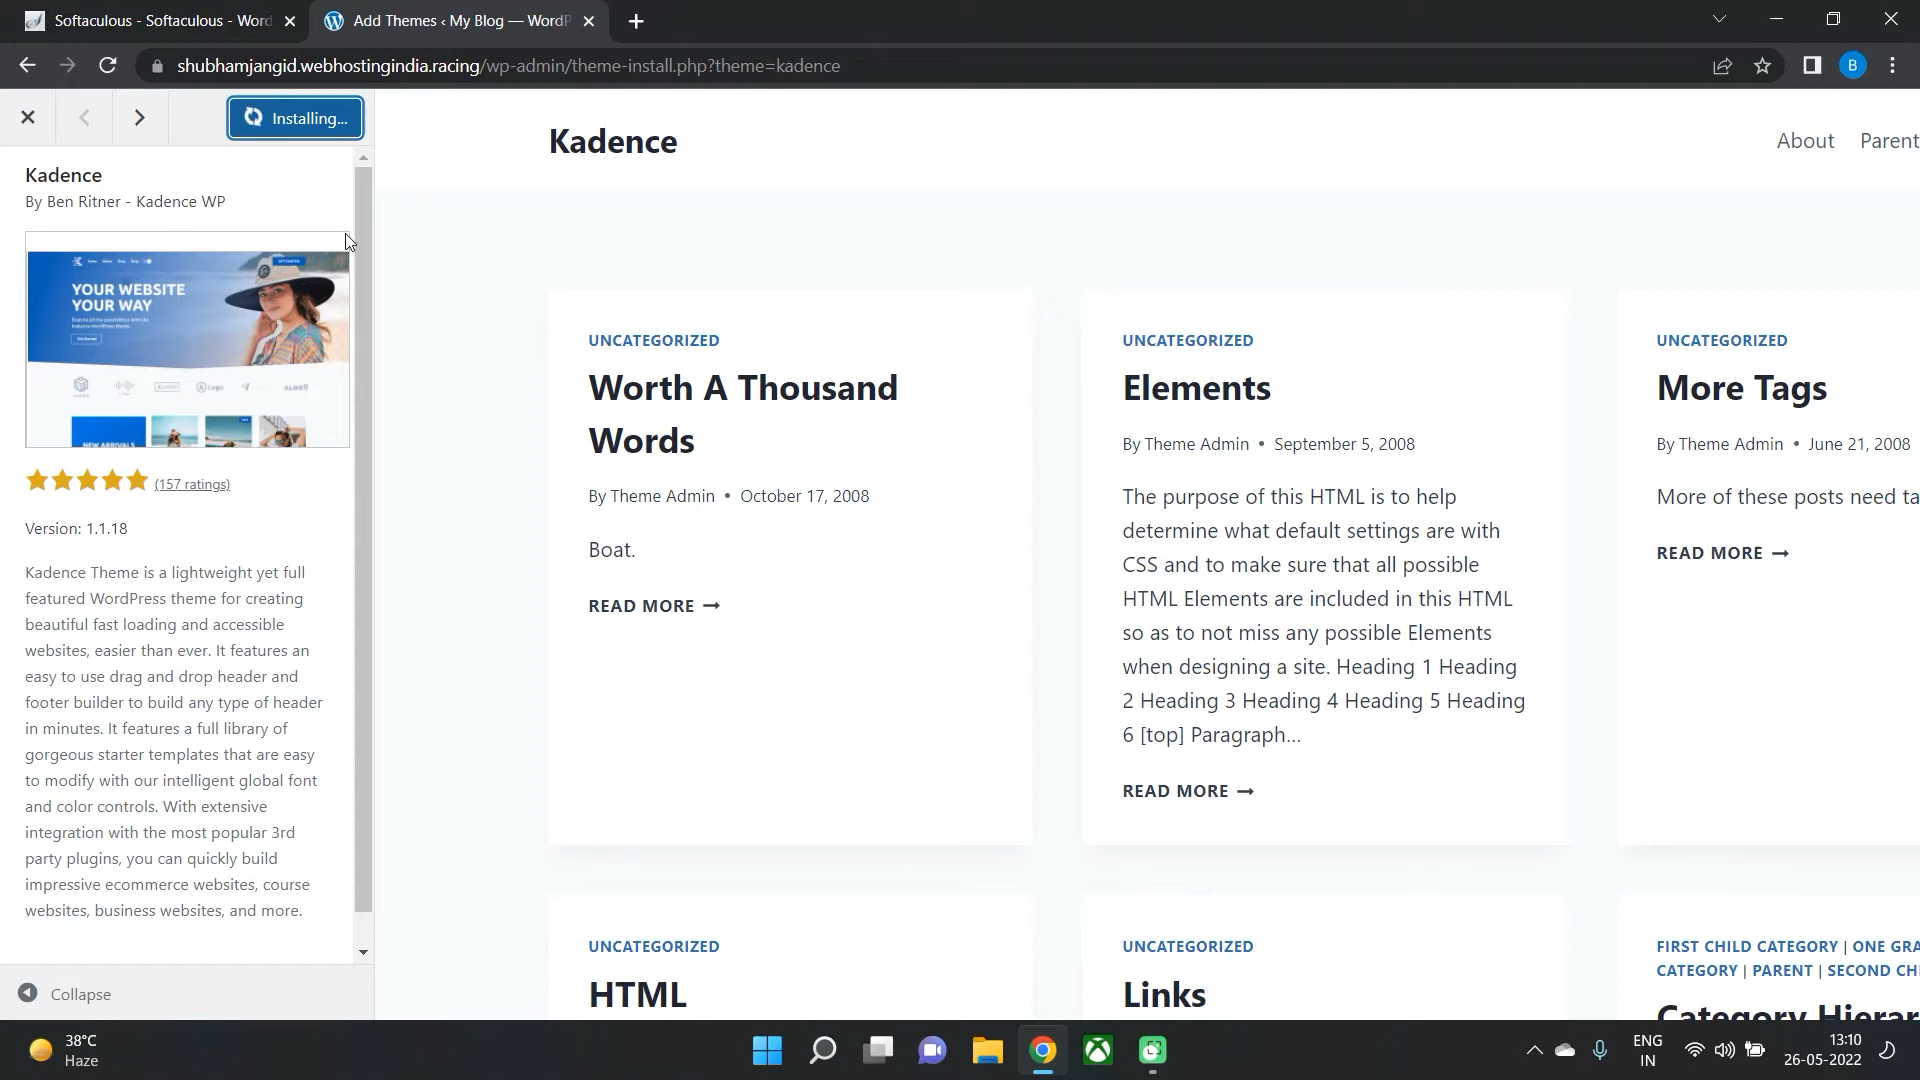 Softaculous - Softaculous - Word
Add Themes ‹ My Blog — WordP
shubhamjangid.webhostingindia.racing/wp-admin/theme-install.php?theme=kadence
B
Installing...
Kadence
By Ben Ritner - Kadence WP
YOUR WEBSITE
YOUR WAY
NEW ARRIVALS
(157 ratings)
Version: 1.1.18
Kadence Theme is a lightweight yet full
featured WordPress theme for creating
beautiful fast loading and accessible
websites, easier than ever. It features an
easy to use drag and drop header and
footer builder to build any type of header
in minutes. It features a full library of
gorgeous starter templates that are easy
to modify with our intelligent global font
and color controls. With extensive
integration with the most popular 3rd
party plugins, you can quickly build
impressive ecommerce websites, course
websites, business websites, and more.
Collapse
Kadence
About Parent
UNCATEGORIZED
Worth A Thousand
Words
By Theme Admin • October 17, 2008
Boat.
READ MORE →
UNCATEGORIZED
Elements
By Theme Admin • September 5, 2008
The purpose of this HTML is to help
determine what default settings are with
CSS and to make sure that all possible
HTML Elements are included in this HTML
so as to not miss any possible Elements
when designing a site. Heading 1 Heading
2 Heading 3 Heading 4 Heading 5 Heading
6 [top] Paragraph...
READ MORE →
UNCATEGORIZED
More Tags
By Theme Admin • June 21, 2008
More of these posts need ta
READ MORE →
UNCATEGORIZED
HTML
UNCATEGORIZED
Links
FIRST CHILD CATEGORY | ONE GRA
CATEGORY | PARENT | SECOND CHI
Category Hierar
38°C
Haze
ENG
IN
13:10
26-05-2022